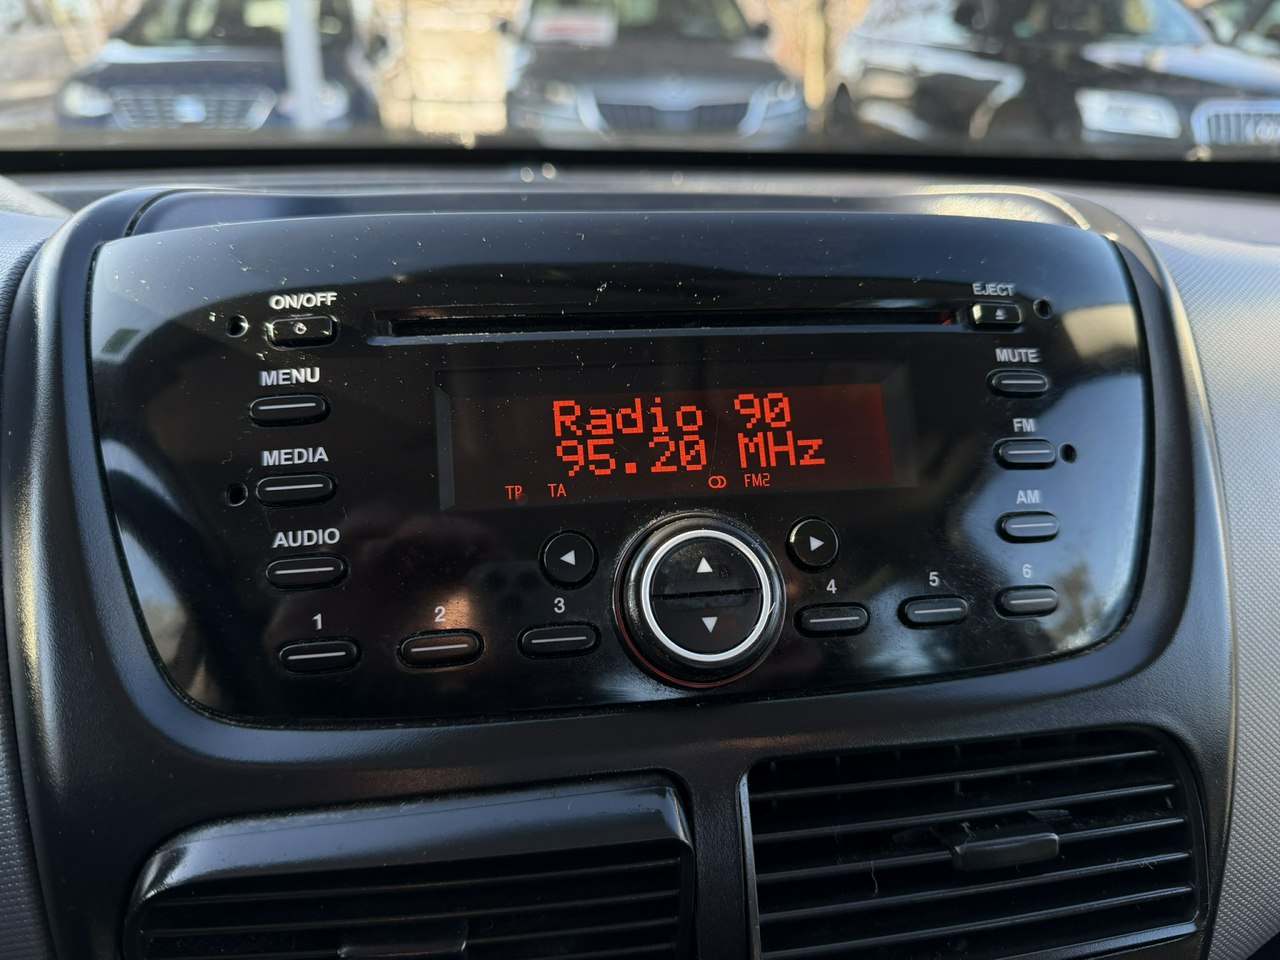 ON/OFF
EJECT
MENU
MUTE
Radio 90
95.20 MHz
FM
MEDIA
TP TA FM2
AM
AUDIO
1 2 3 4 5 6